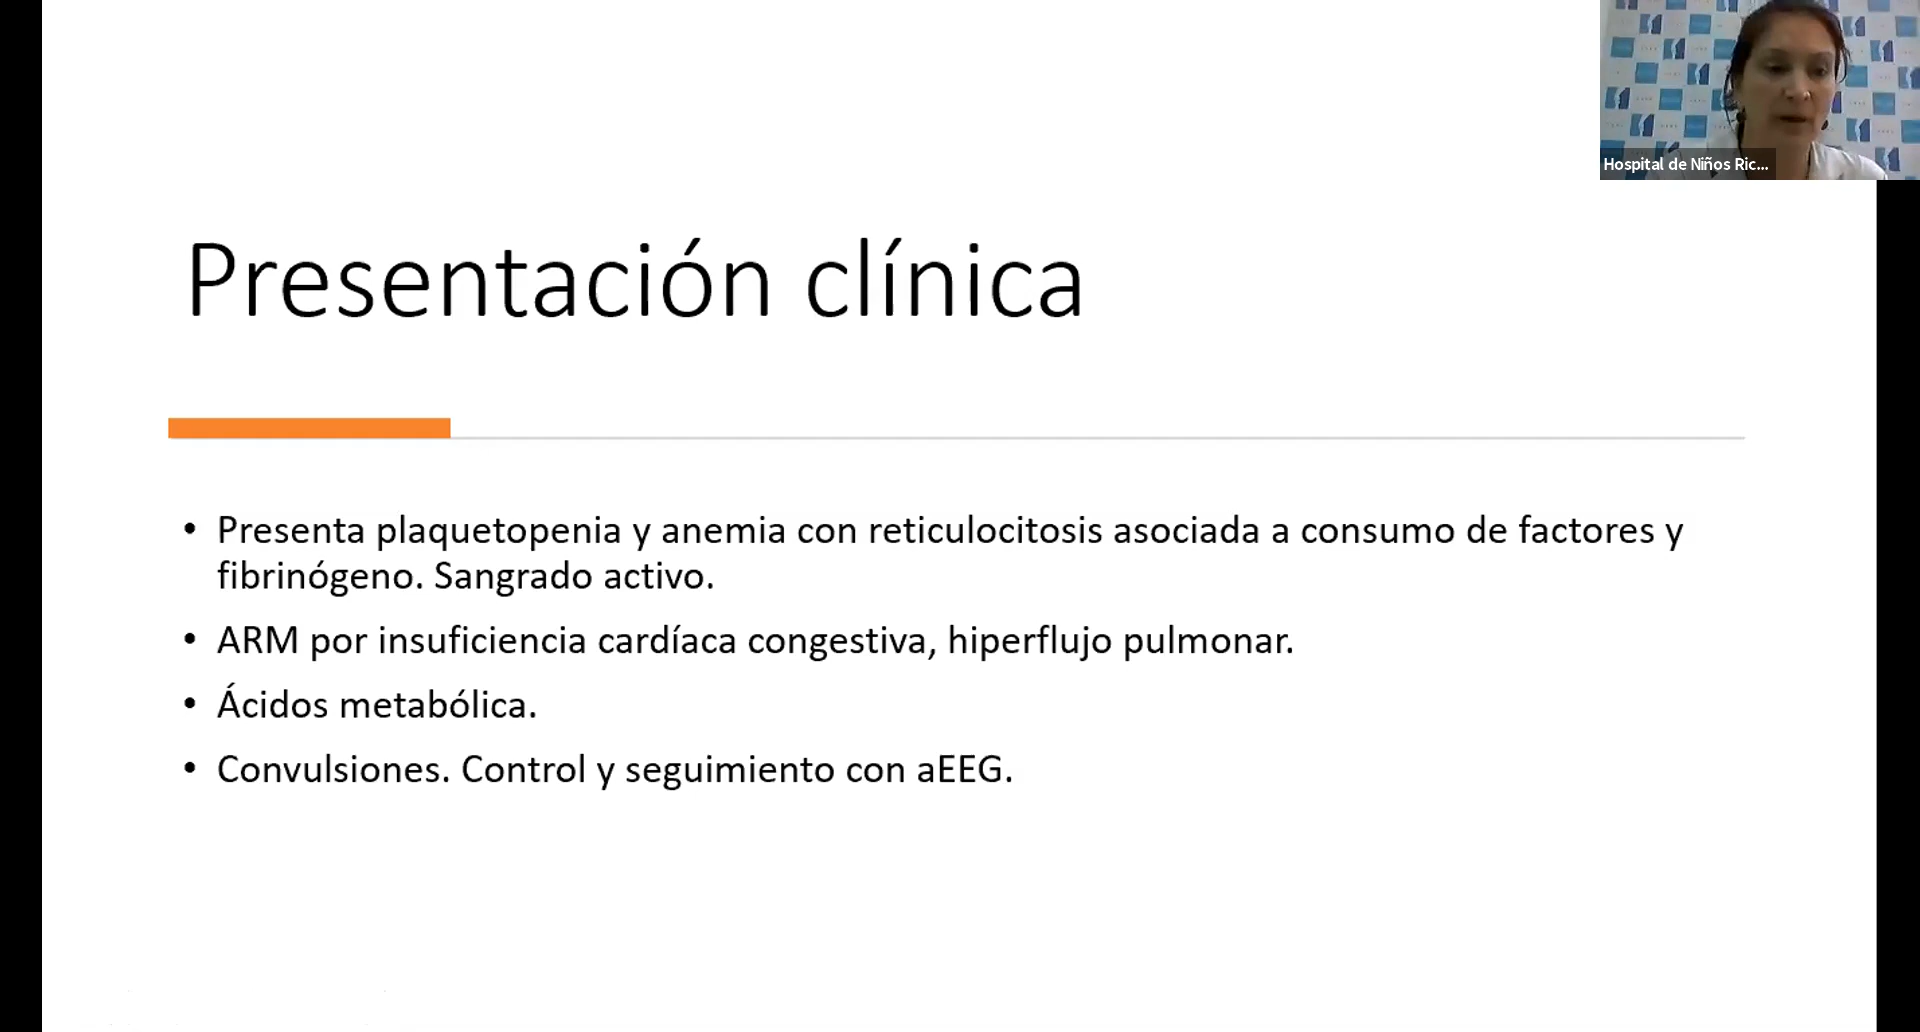 Hospital de Niños Ric...
Presentación clínica
• Presenta plaquetopenia y anemia con reticulocitosis asociada a consumo de factores y
fibrinógeno. Sangrado activo.
• ARM por insuficiencia cardíaca congestiva, hiperflujo pulmonar.
• Ácidos metabólica.
• Convulsiones. Control y seguimiento con aEEG.